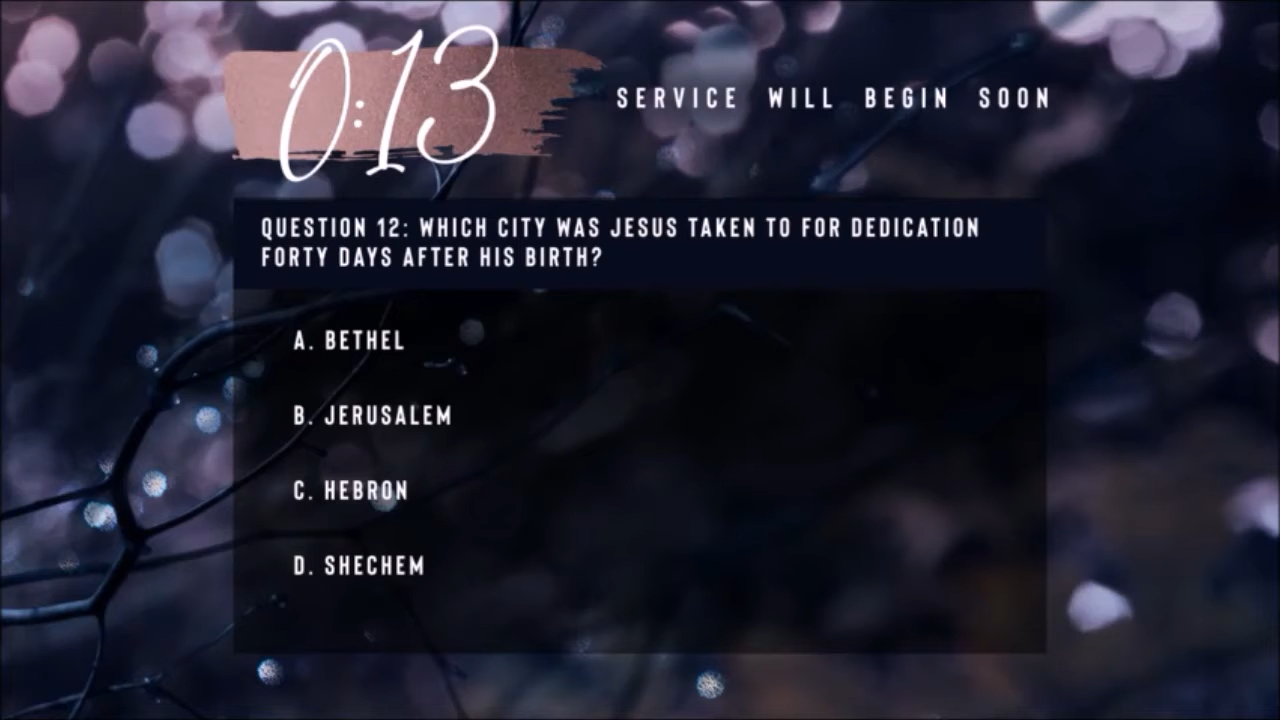 0:13
SERVICE WILL BEGIN SOON
QUESTION 12: WHICH CITY WAS JESUS TAKEN TO FOR DEDICATION
FORTY DAYS AFTER HIS BIRTH?
A. BETHEL
B. JERUSALEM
C. HEBRON
D. SHECHEM